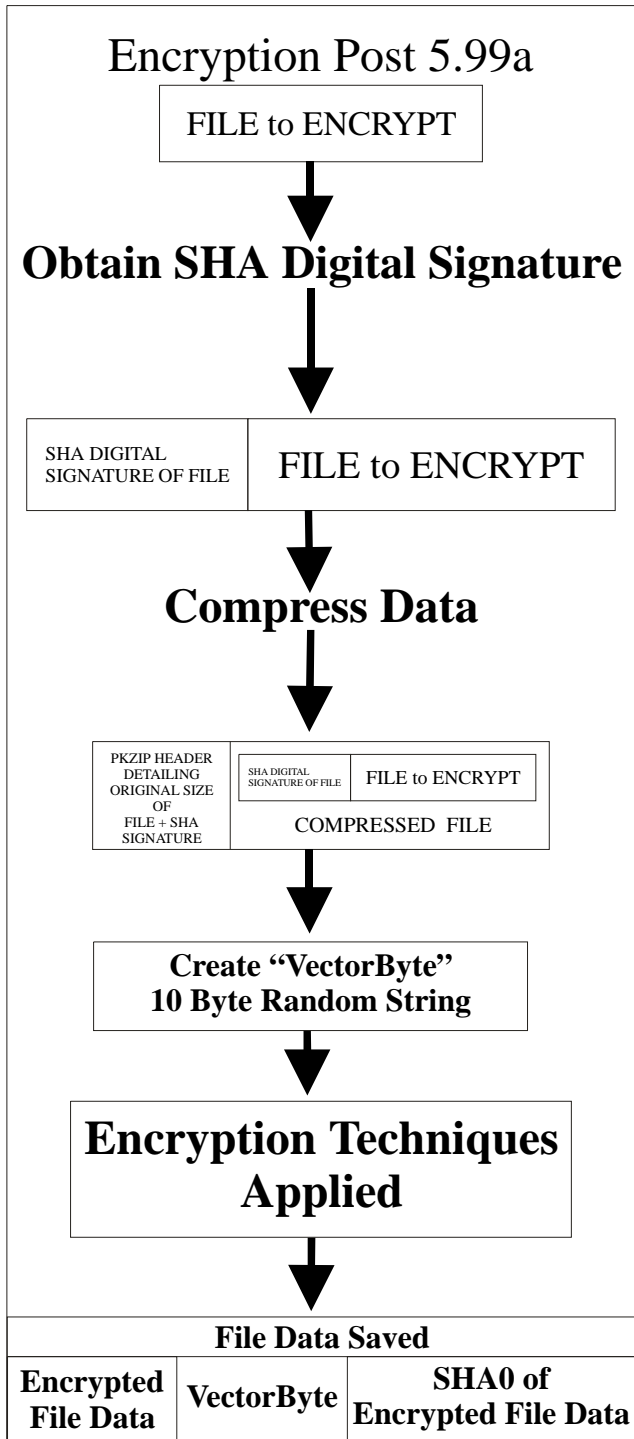 Encryption Post 5.99a
FILE to ENCRYPT
Obtain SHA Digital Signature
SHA DIGITAL
SIGNATURE OF FILE
FILE to ENCRYPT
Compress Data
PKZIP HEADER
DETAILING
ORIGINAL SIZE
OF
FILE + SHA
SIGNATURE
SHA DIGITAL
SIGNATURE OF FILE
FILE to ENCRYPT
COMPRESSED FILE
Create “VectorByte”
10 Byte Random String
Encryption Techniques
Applied
File Data Saved
Encrypted
File Data
VectorByte
SHA0 of
Encrypted File Data